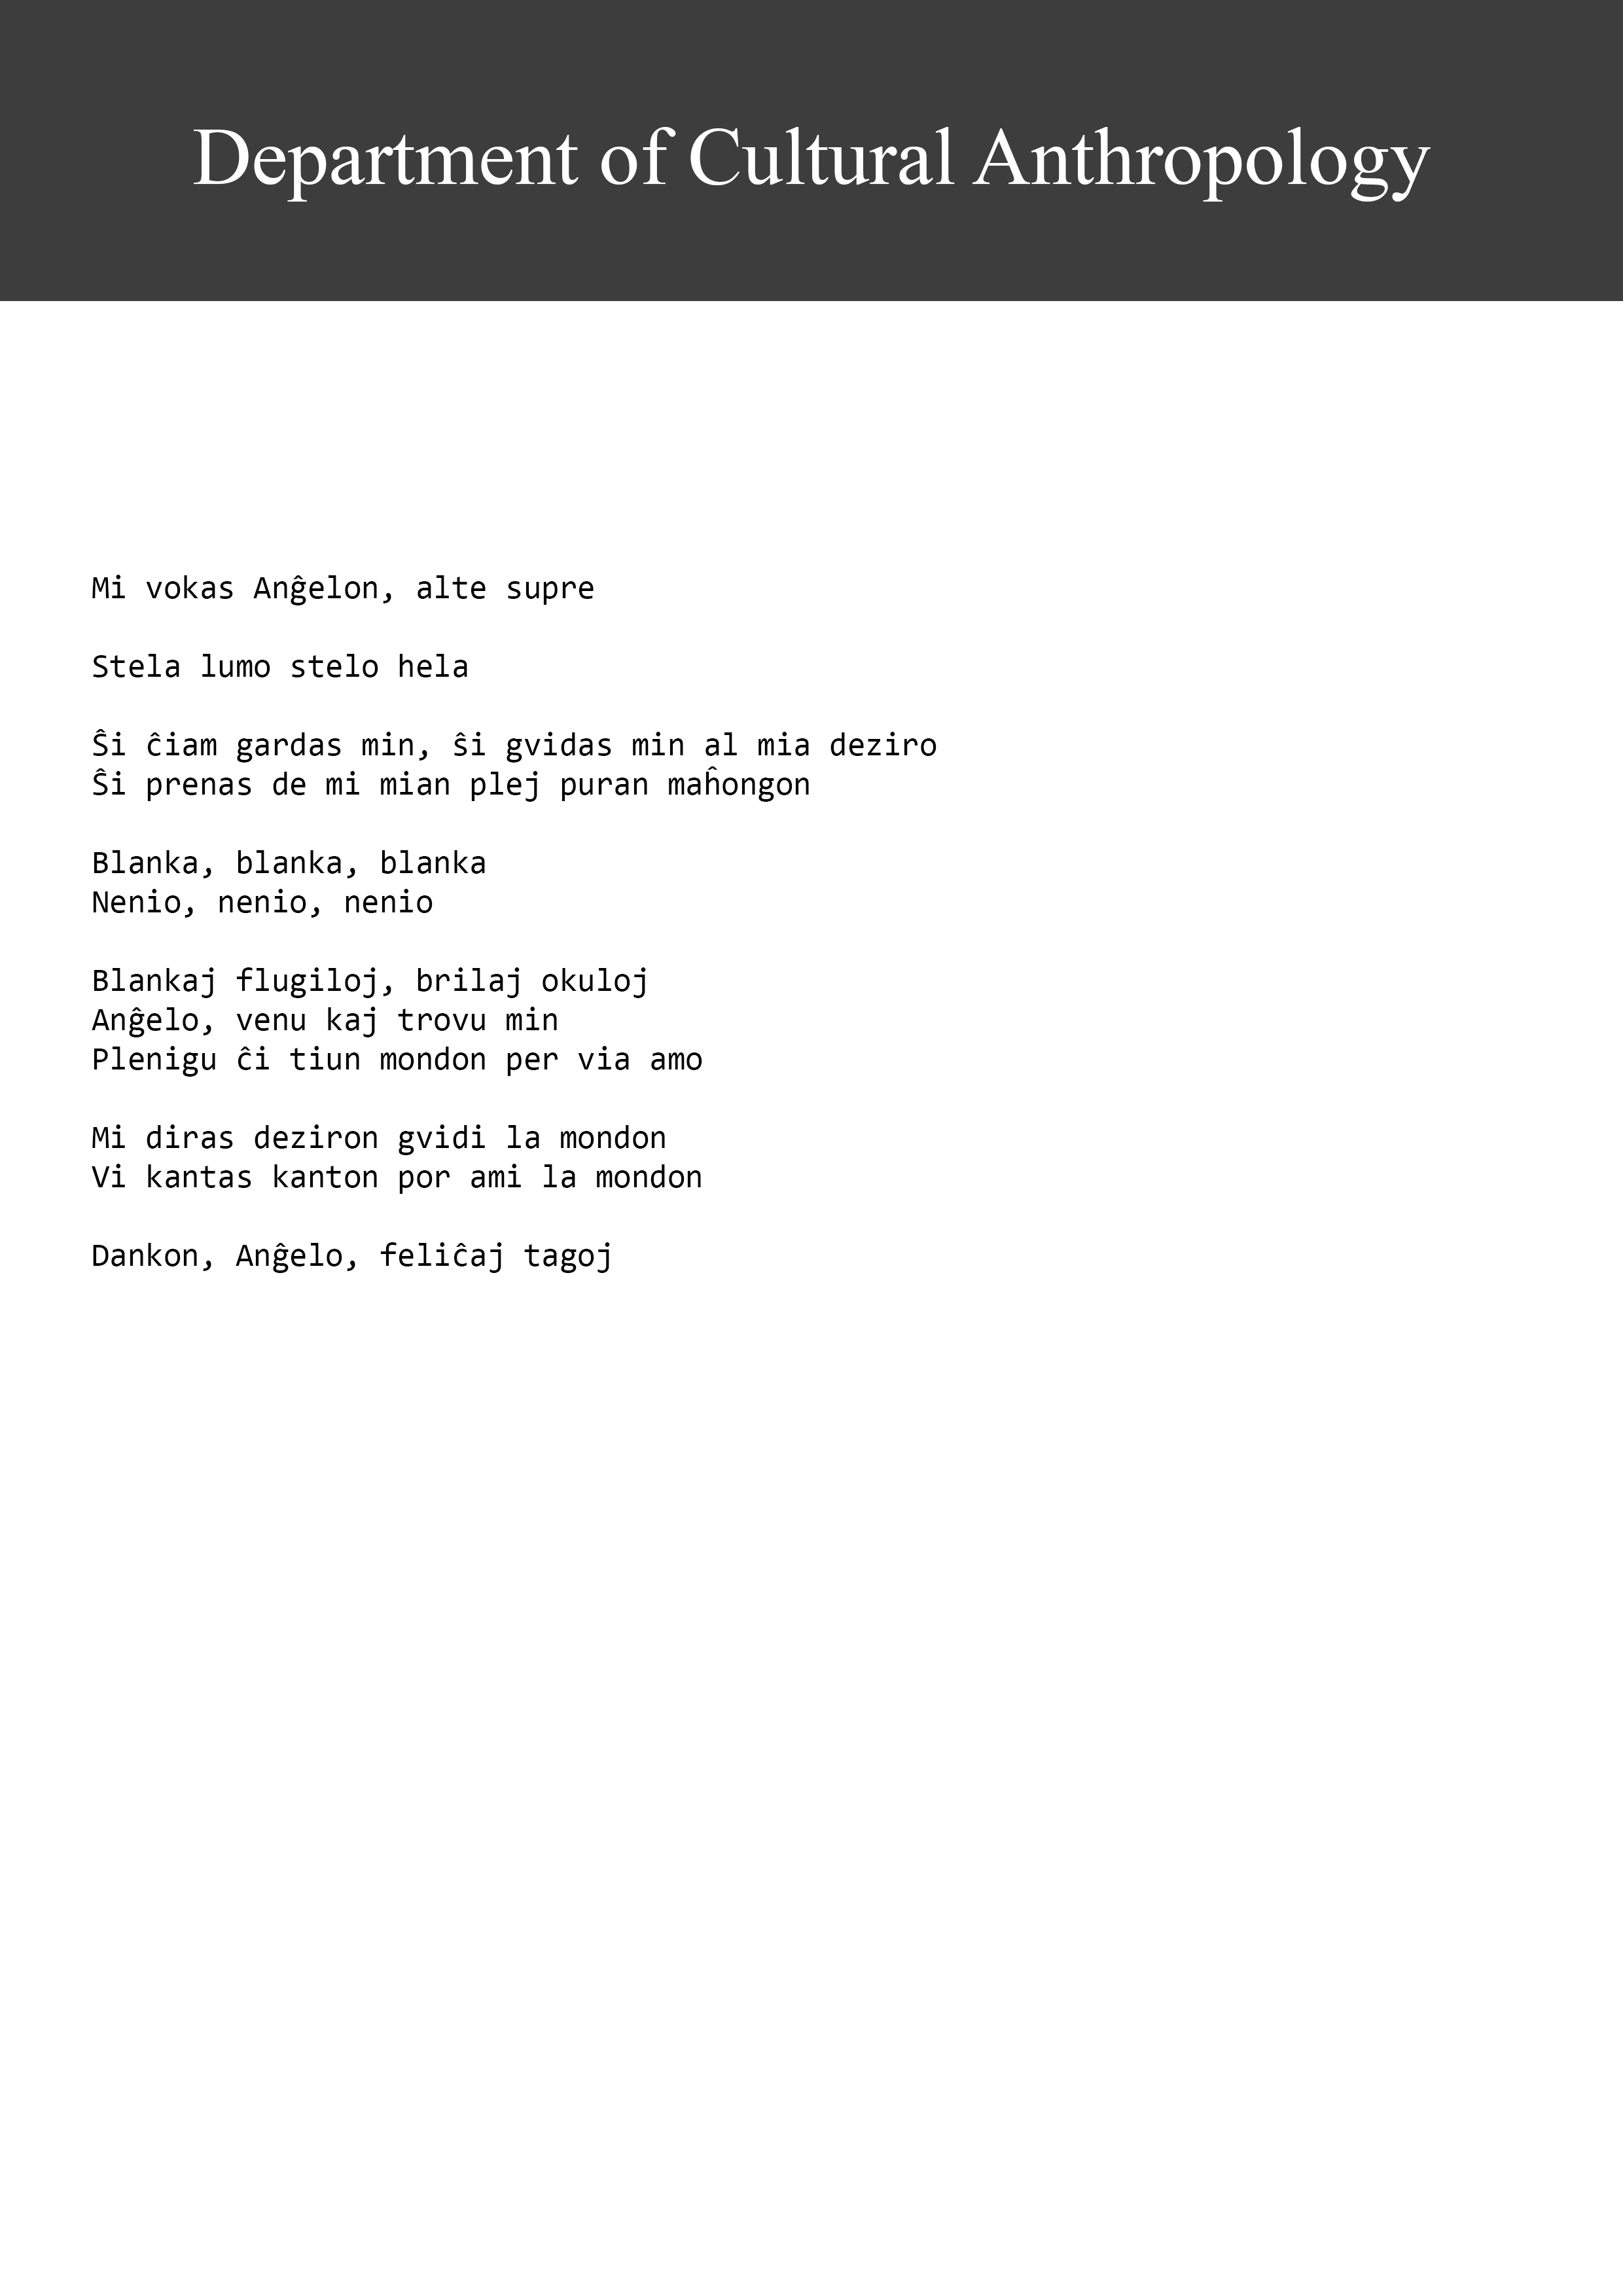 Department of Cultural Anthropology
Mi vokas Anĝelon, alte supre
Stela lumo stelo hela
Ŝi ĉiam gardas min, ŝi gvidas min al mia deziro
Ŝi prenas de mi mian plej puran maĥongon
Blanka, blanka, blanka
Nenio, nenio, nenio
Blankaj flugiloj, brilaj okuloj
Anĝelo, venu kaj trovu min
Plenigu ĉi tiun mondon per via amo
Mi diras deziron gvidi la mondon
Vi kantas kanton por ami la mondon
Dankon, Anĝelo, feliĉaj tagoj